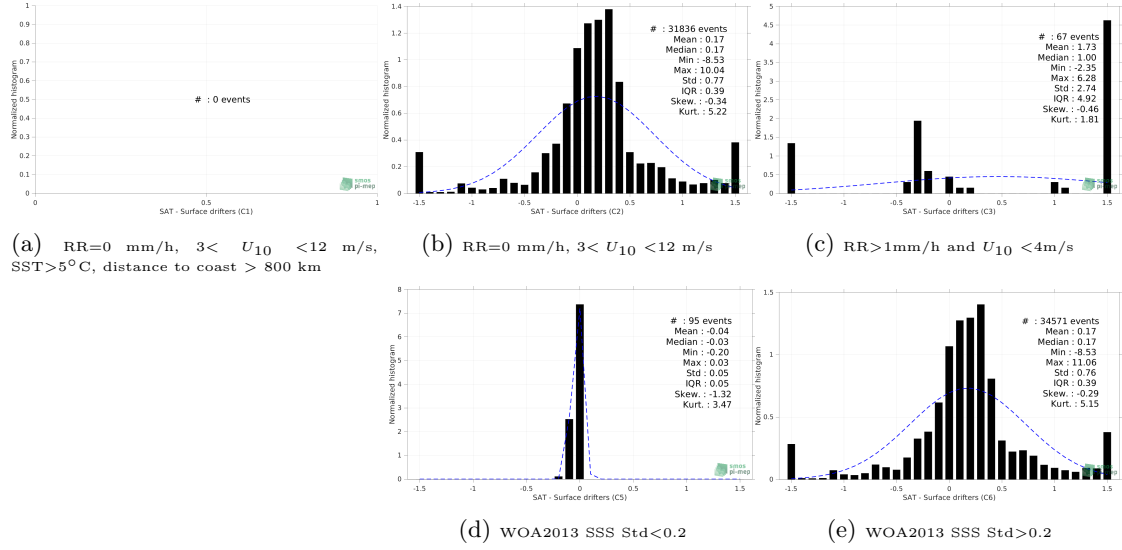 1
0.9
0.8
0.7
0.6
0.5
0.4
0.3
0.2
0.1
0
Normalized histogram
# : 0 events
smos
pi-mep
0 0.5 1
SAT - Surface drifters (C1)
(a) RR=0 mm/h, 3< U10 <12 m/s,
SST>5°C, distance to coast > 800 km
1.4
1.2
1
0.8
0.6
0.4
0.2
0
Normalized histogram
# : 31836 events
Mean : 0.17
Median : 0.17
Min : -8.53
Max : 10.04
Std : 0.77
IQR : 0.39
Skew. : -0.34
Kurt. : 5.22
smos
pi-mep
-1.5 -1 -0.5 0 0.5 1 1.5
SAT - Surface drifters (C2)
(b) RR=0 mm/h, 3< U10 <12 m/s
5
4.5
4
3.5
3
2.5
2
1.5
1
0.5
0
Normalized histogram
# : 67 events
Mean : 1.73
Median : 1.00
Min : -2.35
Max : 6.28
Std : 2.74
IQR : 4.92
Skew. : -0.46
Kurt. : 1.81
smos
pi-mep
-1.5 -1 -0.5 0 0.5 1 1.5
SAT - Surface drifters (C3)
(c) RR>1mm/h and U10 <4m/s
8
7
6
5
4
3
2
1
0
Normalized histogram
# : 95 events
Mean : -0.04
Median : -0.03
Min : -0.20
Max : 0.03
Std : 0.05
IQR : 0.05
Skew. : -1.32
Kurt. : 3.47
smos
pi-mep
-1.5 -1 -0.5 0 0.5 1 1.5
SAT - Surface drifters (C5)
(d) WOA2013 SSS Std<0.2
1.5
1
0.5
0
Normalized histogram
# : 34571 events
Mean : 0.17
Median : 0.17
Min : -8.53
Max : 11.06
Std : 0.76
IQR : 0.39
Skew. : -0.29
Kurt. : 5.15
smos
pi-mep
-1.5 -1 -0.5 0 0.5 1 1.5
SAT - Surface drifters (C6)
(e) WOA2013 SSS Std>0.2